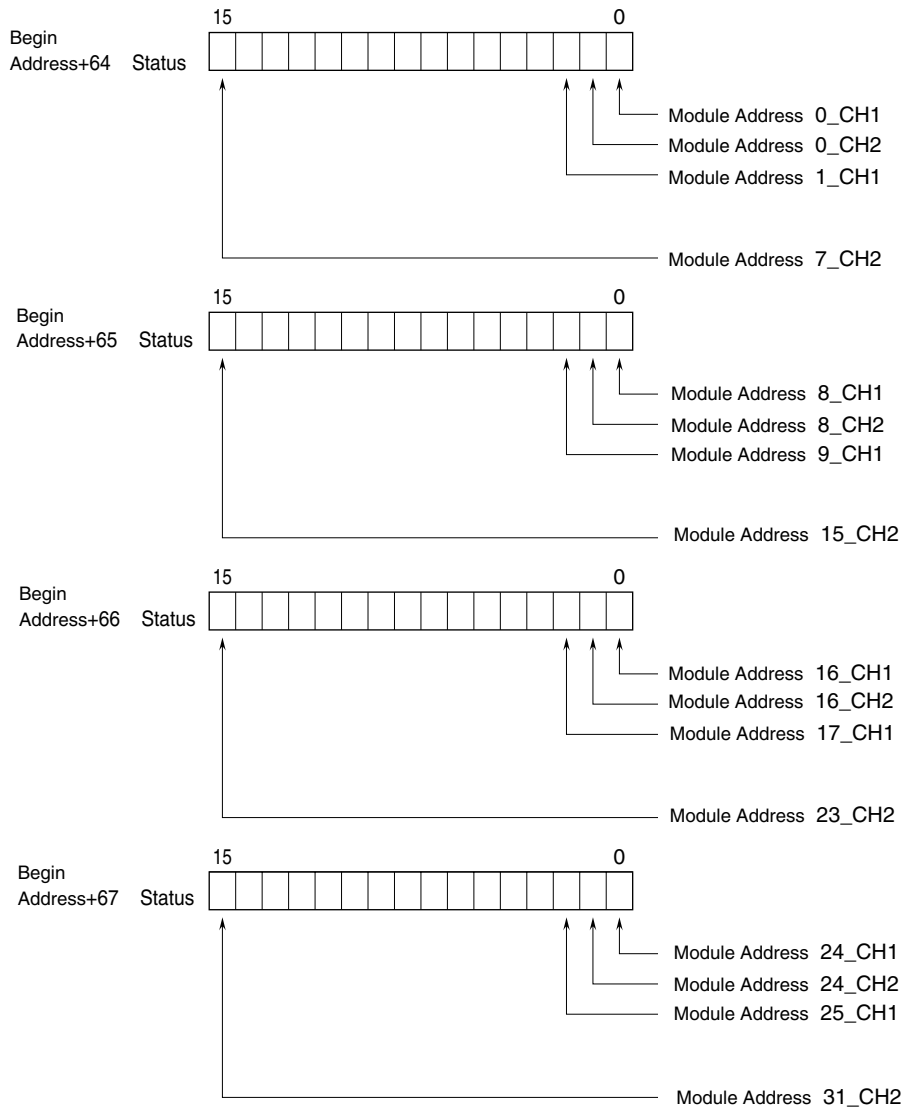 15 0
Begin
Address+64 Status
Module Address 0_CH1
Module Address 0_CH2
Module Address 1_CH1
Module Address 7_CH2
15 0
Begin
Address+65 Status
Module Address 8_CH1
Module Address 8_CH2
Module Address 9_CH1
Module Address 15_CH2
15 0
Begin
Address+66 Status
Module Address 16_CH1
Module Address 16_CH2
Module Address 17_CH1
Module Address 23_CH2
15 0
Begin
Address+67 Status
Module Address 24_CH1
Module Address 24_CH2
Module Address 25_CH1
Module Address 31_CH2